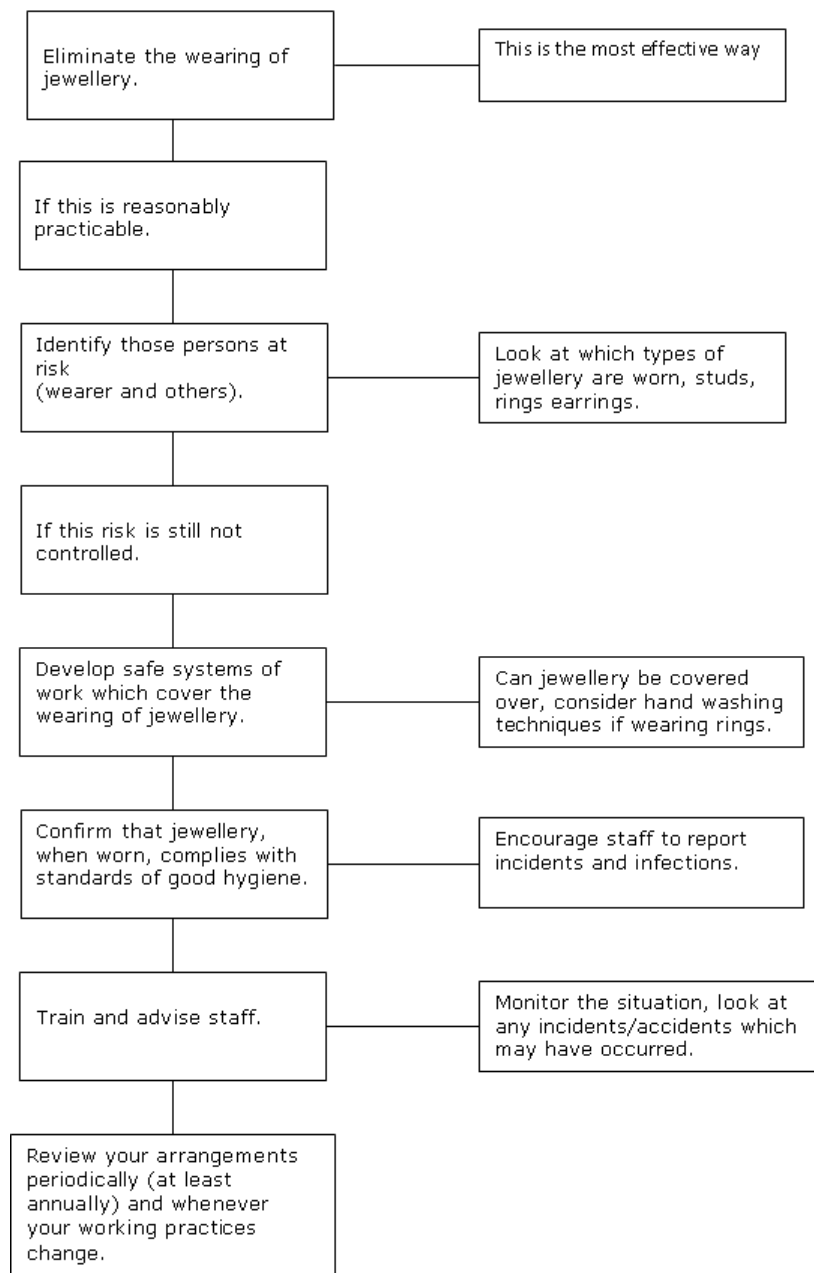 Eliminate the wearing of
jewellery.
This is the most effective way
If this is reasonably
practicable.
Identify those persons at
risk
(wearer and others).
Look at which types of
jewellery are worn, studs,
rings earrings.
If this risk is still not
controlled.
Develop safe systems of
work which cover the
wearing of jewellery.
Can jewellery be covered
over, consider hand washing
techniques if wearing rings.
Confirm that jewellery,
when worn, complies with
standards of good hygiene.
Encourage staff to report
incidents and infections.
Train and advise staff.
Monitor the situation, look at
any incidents/accidents which
may have occurred.
Review your arrangements
periodically (at least
annually) and whenever
your working practices
change.